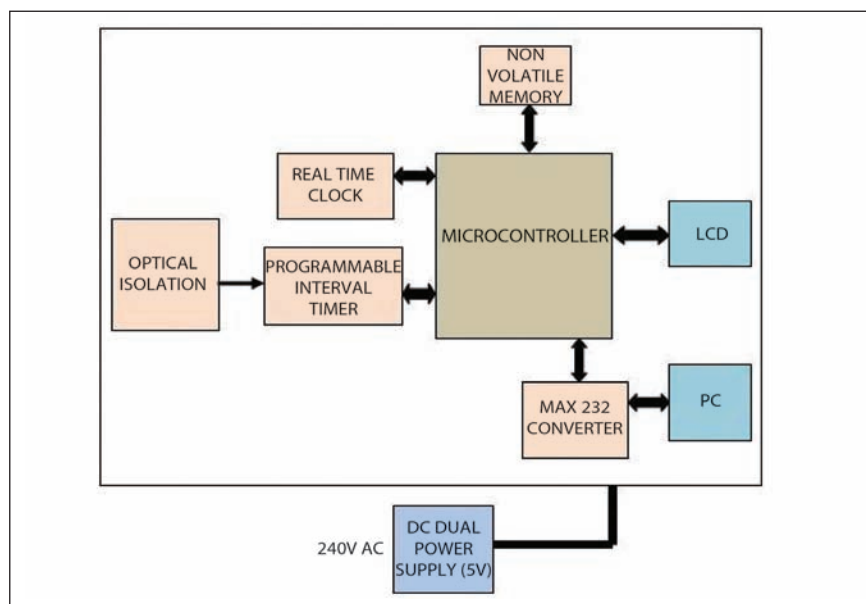 NON
VOLATILE
MEMORY
REAL TIME
CLOCK
MICROCONTROLLER
LCD
OPTICAL
ISOLATION
PROGRAMMABLE
INTERVAL
TIMER
MAX 232
CONVERTER
PC
240V AC
DC DUAL
POWER
SUPPLY (5V)